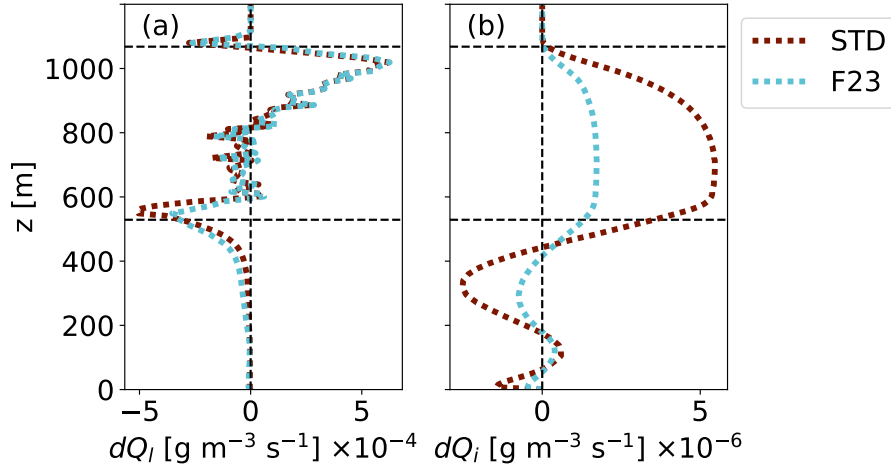 (a)
(b)
STD
F23
z [m]
1000
800
600
400
200
0
−5
0
5
0
5
dQ_l [g m⁻³ s⁻¹] ×10⁻⁴
dQ_i [g m⁻³ s⁻¹] ×10⁻⁶